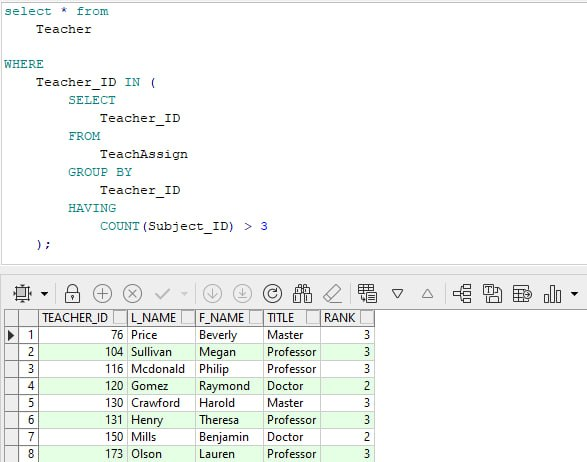 select * from
Teacher
WHERE
Teacher_ID IN (
SELECT
Teacher_ID
FROM
TeachAssign
GROUP BY
Teacher_ID
HAVING
COUNT(Subject_ID) > 3
);
TEACHER_ID L_NAME F_NAME TITLE RANK
1 76 Price Beverly Master 3
2 104 Sullivan Megan Professor 3
3 116 Mcdonald Philip Professor 3
4 120 Gomez Raymond Doctor 2
5 130 Crawford Harold Master 3
6 131 Henry Theresa Professor 3
7 150 Mills Benjamin Doctor 2
8 173 Olson Lauren Professor 3